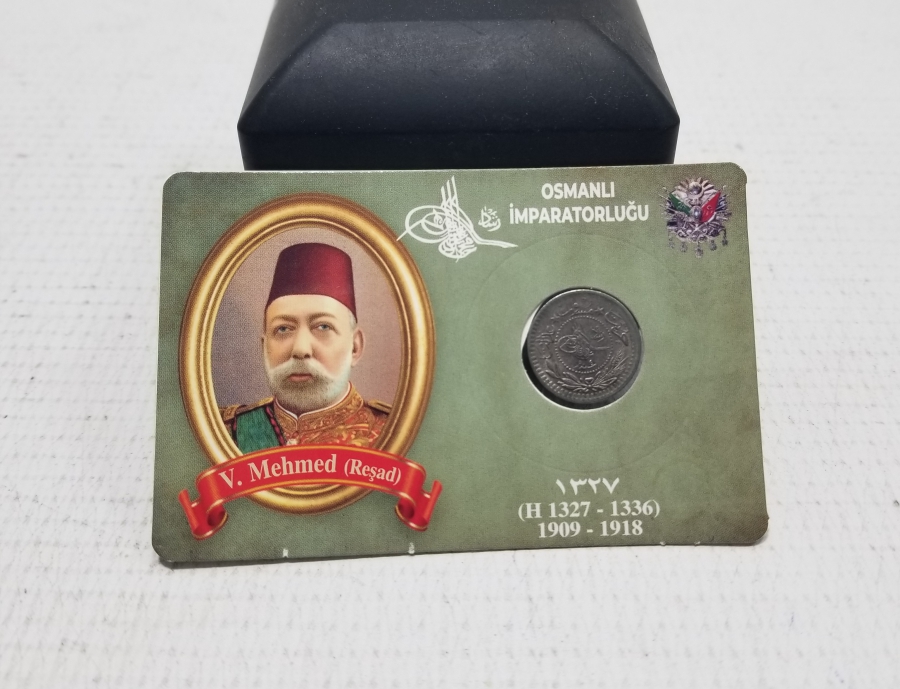 OSMANLI
İMPARATORLUĞU
V. Mehmed (Reşad)
١٣٢٧
(H 1327 - 1336)
1909 - 1918